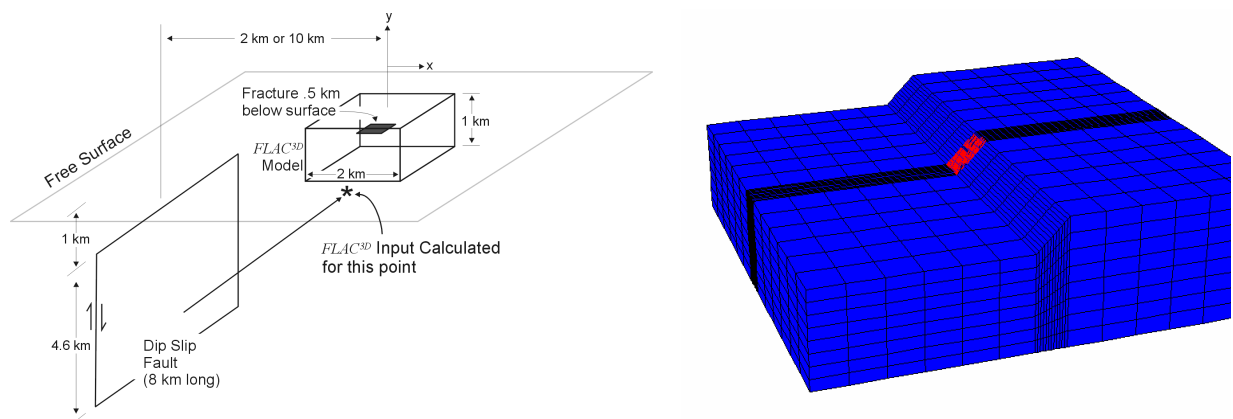 y
2 km or 10 km
x
Fracture .5 km
below surface
1 km
FLAC3D
Model
2 km
Free Surface
*
1 km
FLAC3D Input Calculated
for this point
4.6 km
Dip Slip
Fault
(8 km long)